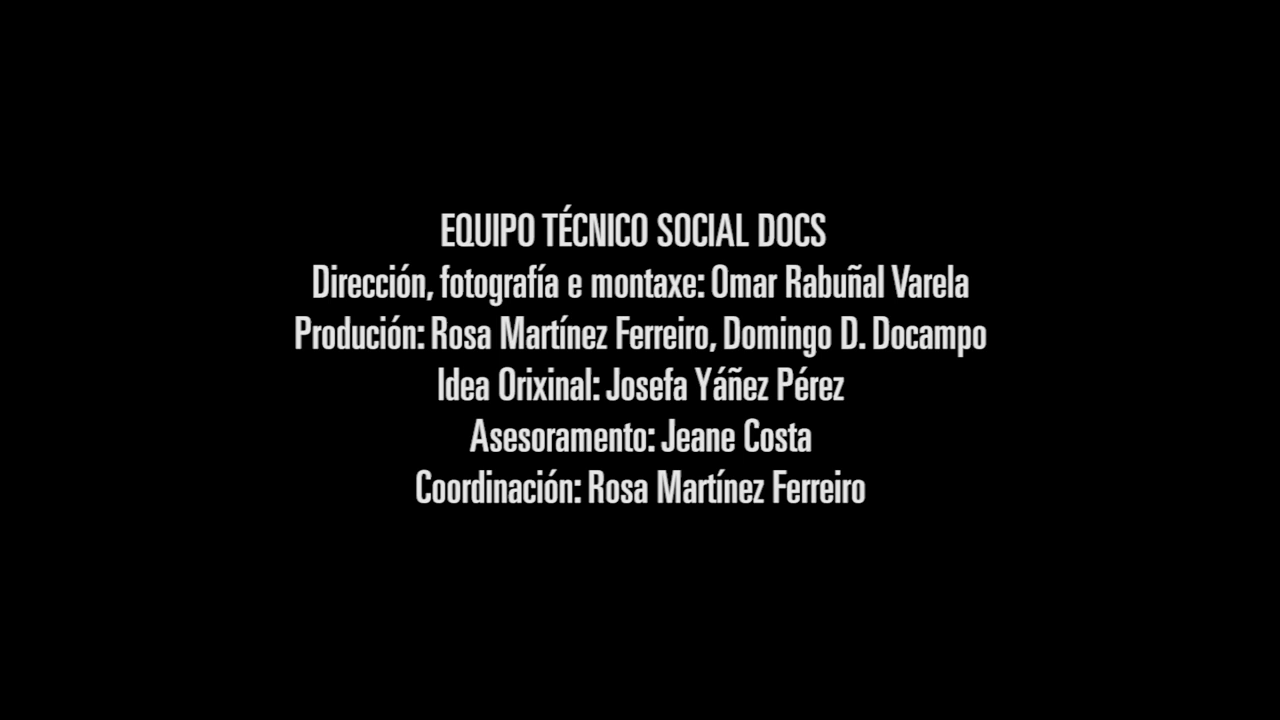 EQUIPO TÉCNICO SOCIAL DOCS
Dirección, fotografía e montaxe: Omar Rabuñal Varela
Produción: Rosa Martínez Ferreiro, Domingo D. Docampo
Idea Orixinal: Josefa Yáñez Pérez
Asesoramento: Jeane Costa
Coordinación: Rosa Martínez Ferreiro